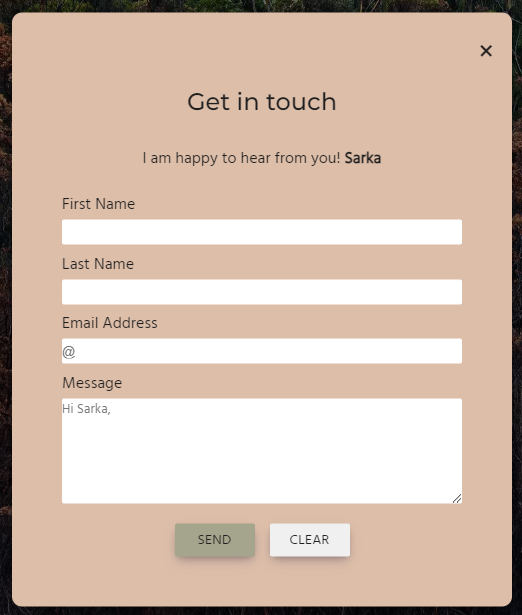 ×
Get in touch
I am happy to hear from you! Sarka
First Name
Last Name
Email Address
@
Message
Hi Sarka,
SEND CLEAR